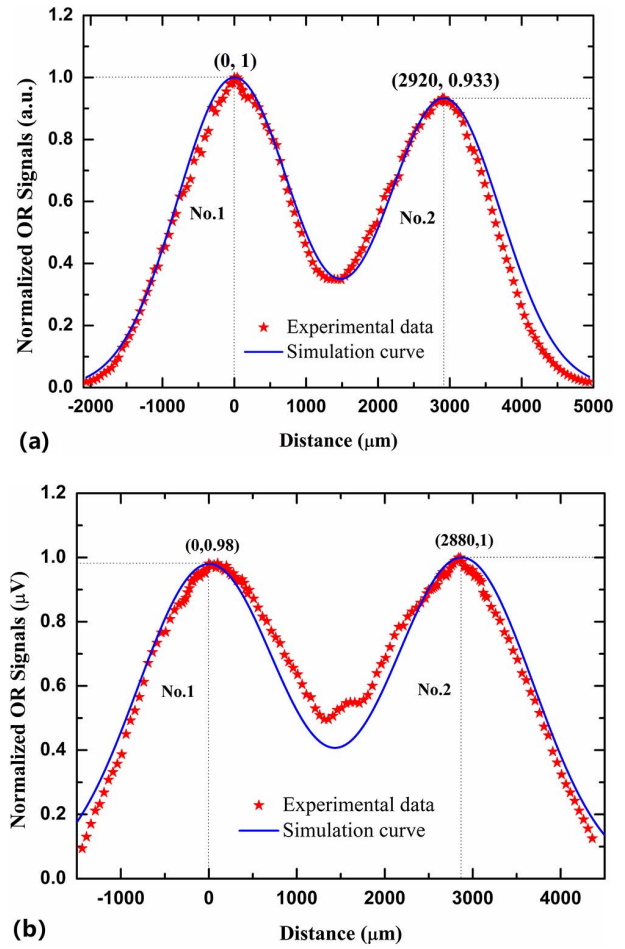 1.2
(0, 1)
(2920, 0.933)
1.0
0.8
0.6
0.4
0.2
0.0
Normalized OR Signals (a.u.)
No.1
No.2
Experimental data
Simulation curve
-2000 -1000 0 1000 2000 3000 4000 5000
(a)
Distance (μm)
1.2
(0,0.98)
(2880,1)
1.0
0.8
0.6
0.4
0.2
0.0
Normalized OR Signals (μV)
No.1
No.2
Experimental data
Simulation curve
-1000 0 1000 2000 3000 4000
(b)
Distance (μm)